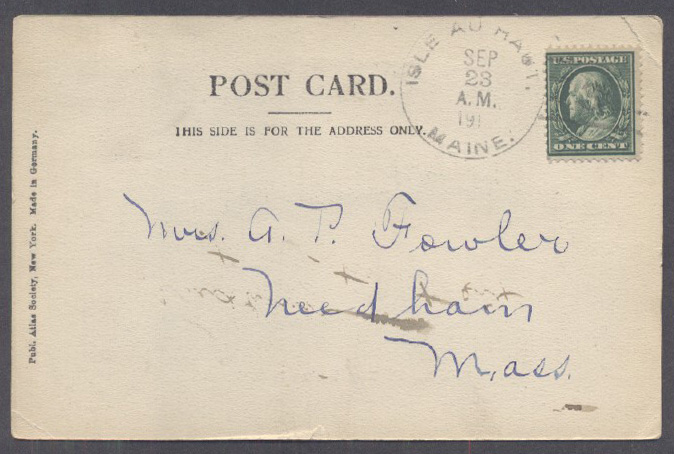 ISLE AU HAUT,
SEP
23
A.M.
191
MAINE.
U.S. POSTAGE
ONE CENT
POST CARD.
THIS SIDE IS FOR THE ADDRESS ONLY.
Publ. Atlas Society, New York. Made in Germany.
Mrs. A. P. Fowler
Needham
Mass.